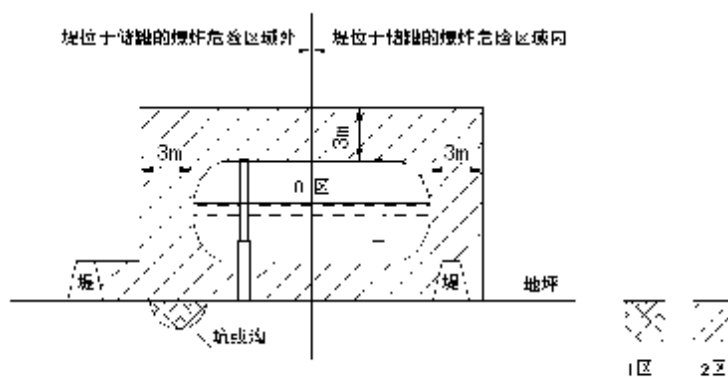 堤位于储罐的爆炸危险区域外
堤位于储罐的爆炸危险区域内
3m
3m
3m
0 区
堤
堤
地坪
坑或沟
1区
2区